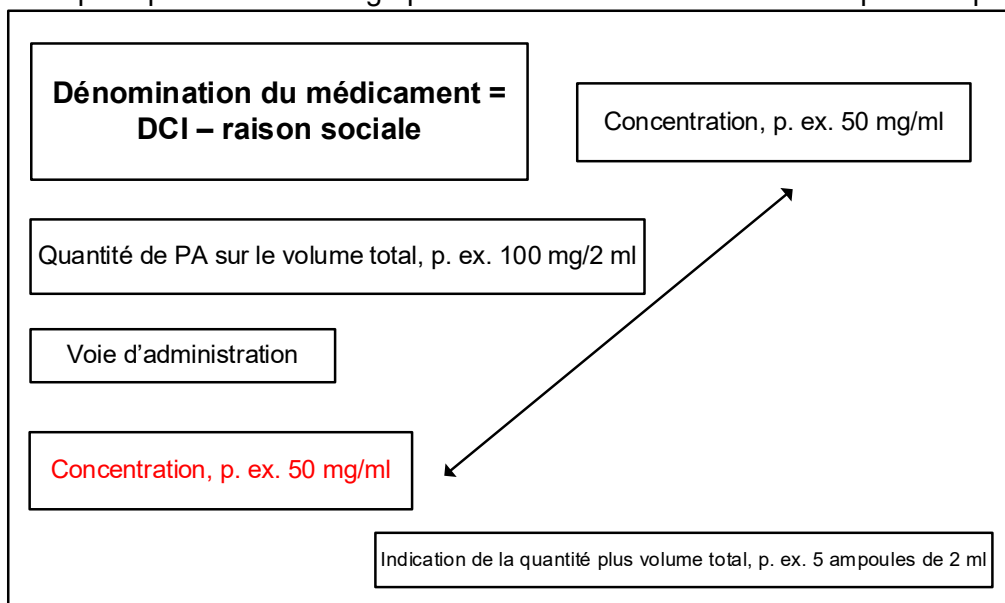 Dénomination du médicament =
DCI – raison sociale
Concentration, p. ex. 50 mg/ml
Quantité de PA sur le volume total, p. ex. 100 mg/2 ml
Voie d'administration
Concentration, p. ex. 50 mg/ml
Indication de la quantité plus volume total, p. ex. 5 ampoules de 2 ml